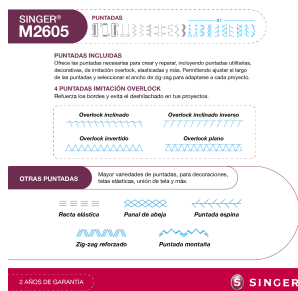 SINGER®
M2605
PUNTADAS
PUNTADAS INCLUIDAS
Ofrece las puntadas necesarias para crear y reparar, incluyendo puntadas utilitarias,
decorativas, de imitación overlock, elasticadas y más. Permitiendo ajustar el largo
de las puntadas y seleccionar el ancho de zig-zag para adaptarse a cada proyecto.
4 PUNTADAS IMITACIÓN OVERLOCK
Refuerza los bordes y evita el deshilachado en tus proyectos.
Overlock inclinado
Overlock inclinado inverso
Overlock invertido
Overlock plano
OTRAS PUNTADAS
Mayor variedades de puntadas, para decoraciones,
telas elásticas, unión de tela y más.
Recta elástica
Panal de abeja
Puntada espina
Zig-zag reforzado
Puntada montaña
2 AÑOS DE GARANTÍA
SINGER